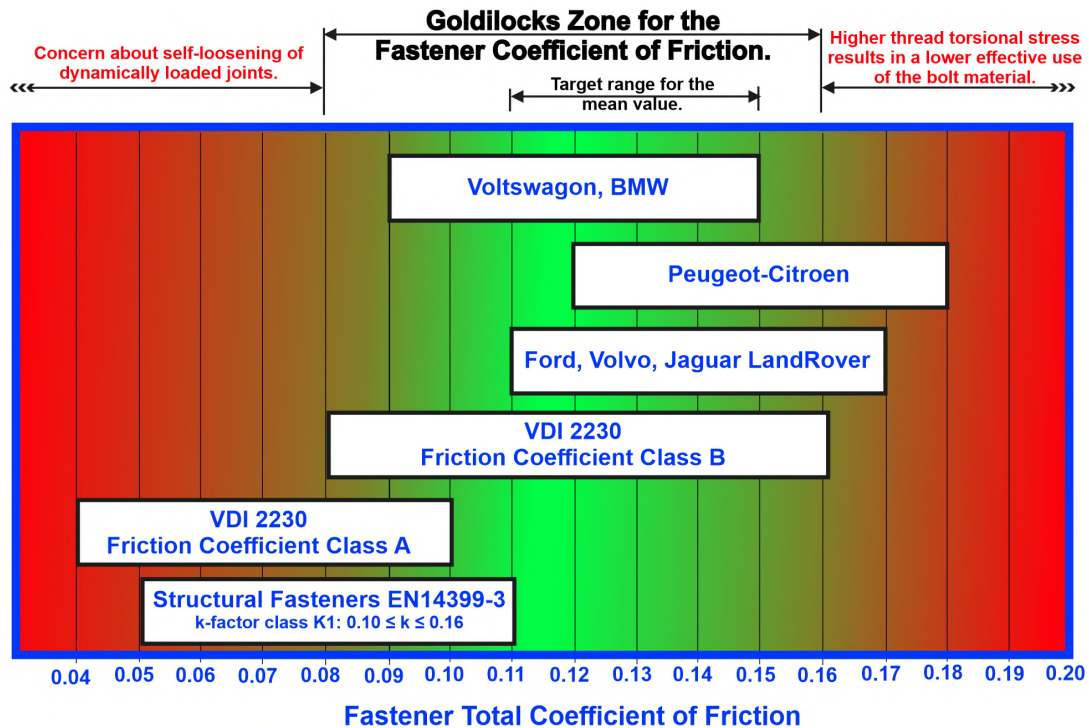 Goldilocks Zone for the
Fastener Coefficient of Friction.
Concern about self-loosening of
dynamically loaded joints.
Higher thread torsional stress
results in a lower effective use
of the bolt material.
Target range for the
mean value.
Voltswagon, BMW
Peugeot-Citroen
Ford, Volvo, Jaguar LandRover
VDI 2230
Friction Coefficient Class B
VDI 2230
Friction Coefficient Class A
Structural Fasteners EN14399-3
k-factor class K1: 0.10 ≤ k ≤ 0.16
0.04 0.05 0.06 0.07 0.08 0.09 0.10 0.11 0.12 0.13 0.14 0.15 0.16 0.17 0.18 0.19 0.20
Fastener Total Coefficient of Friction